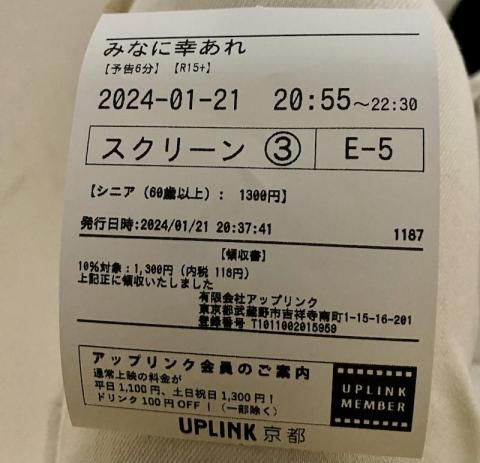 みなに幸あれ
【予告6分】【R15+】
2024-01-21 20:55～22:30
スクリーン ③ E-5
【シニア (60歳以上) : 1300円】
発行日時:2024/01/21 20:37:41 1187
【領収書】
10%対象:1,300円 (内税 118円)
上記正に領収いたしました
有限会社アップリンク
東京都武蔵野市吉祥寺南町1-15-16-201
登録番号 T1011002015959
アップリンク会員のご案内
通常上映の料金が
平日1,100円、土日祝日1,300円！
ドリンク100円OFF！(一部除く)
UPLINK
MEMBER
UPLINK 京都